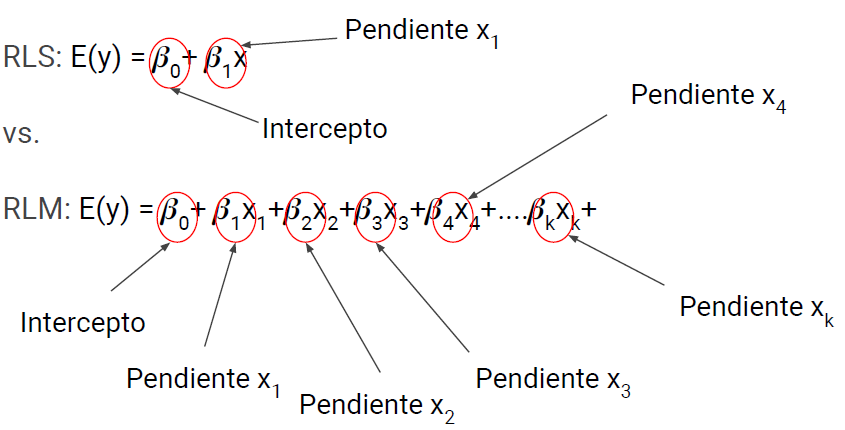 Pendiente x₁
RLS: E(y) = β₀+ β₁x
Intercepto
Pendiente x₄
vs.
RLM: E(y) = β₀+ β₁x₁+β₂x₂+β₃x₃+β₄x₄+....βₖxₖ+
Intercepto
Pendiente xₖ
Pendiente x₁
Pendiente x₂
Pendiente x₃